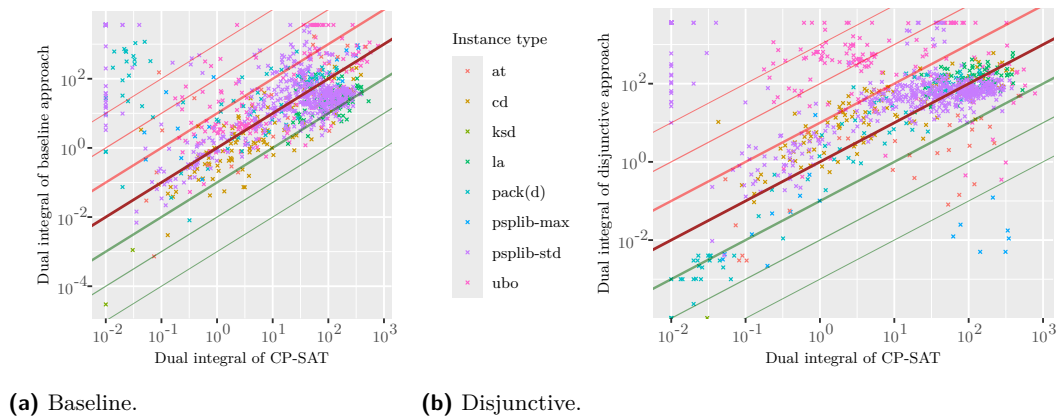 Dual integral of baseline approach
10^2
10^0
10^-2
10^-4
10^-2 10^-1 10^0 10^1 10^2 10^3
Dual integral of CP-SAT
Instance type
at
cd
ksd
la
pack(d)
psplib-max
psplib-std
ubo
Dual integral of disjunctive approach
10^2
10^0
10^-2
10^-2 10^-1 10^0 10^1 10^2 10^3
Dual integral of CP-SAT
(a) Baseline.
(b) Disjunctive.